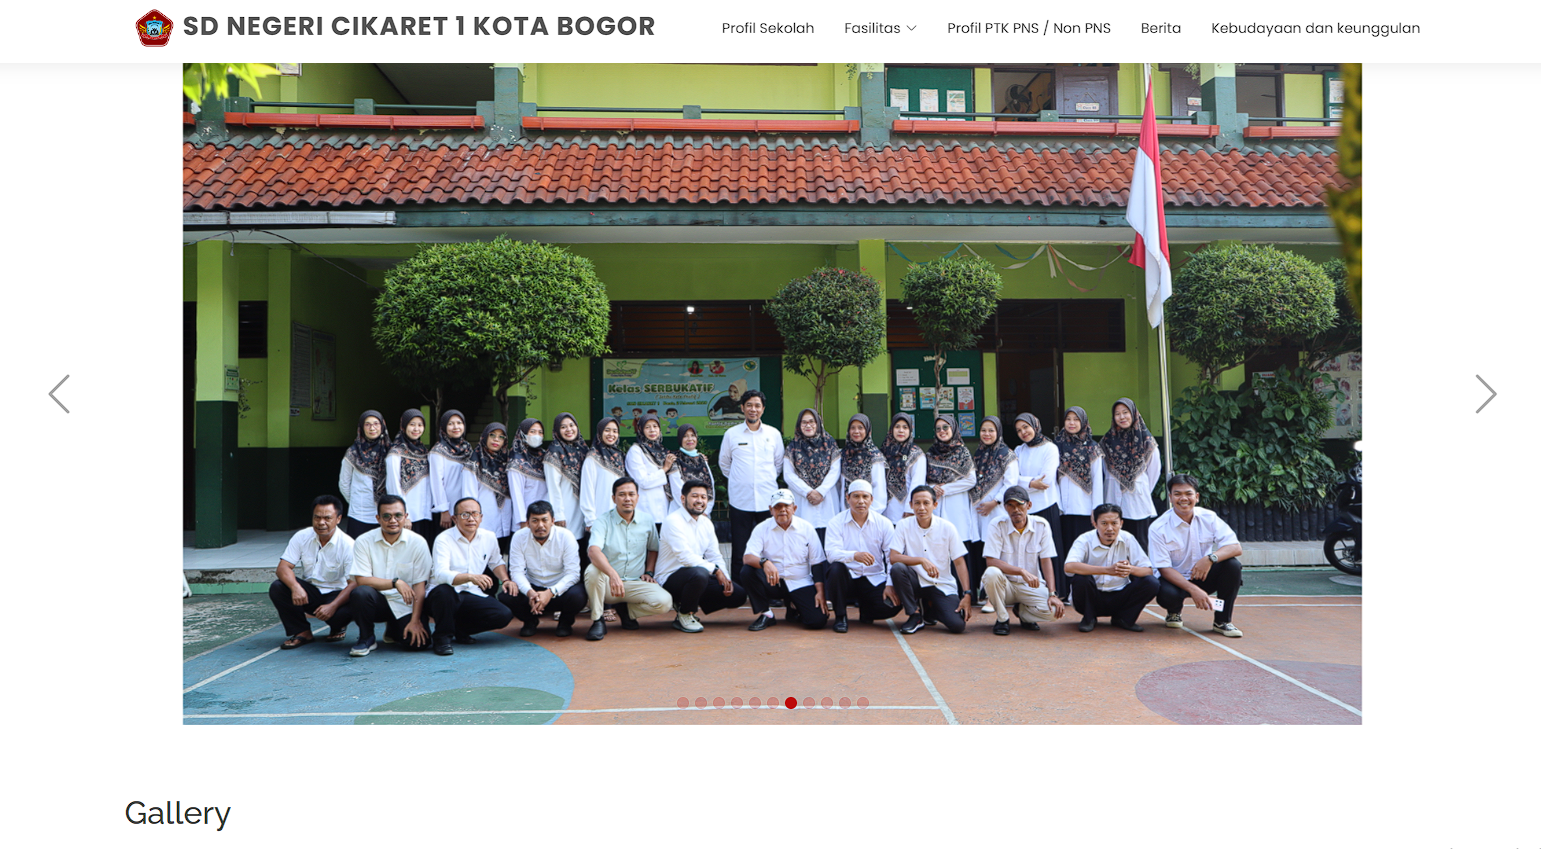 SD NEGERI CIKARET 1 KOTA BOGOR
Profil Sekolah
Fasilitas
Profil PTK PNS / Non PNS
Berita
Kebudayaan dan keunggulan
Kelas SERBUKATIF
Gallery